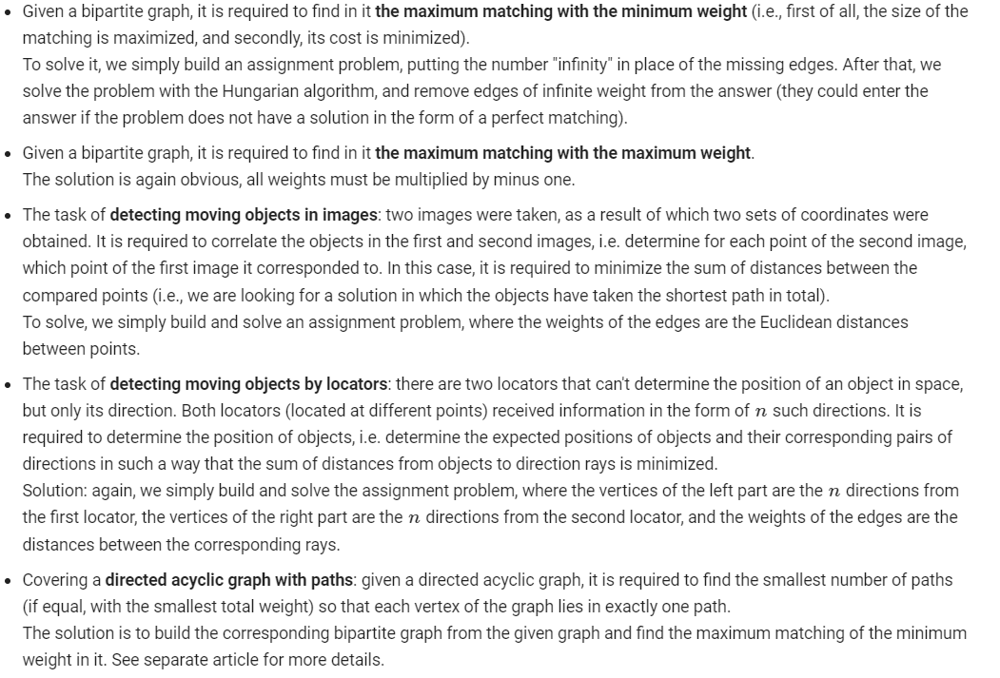 • Given a bipartite graph, it is required to find in it the maximum matching with the minimum weight (i.e., first of all, the size of the
matching is maximized, and secondly, its cost is minimized).
To solve it, we simply build an assignment problem, putting the number "infinity" in place of the missing edges. After that, we
solve the problem with the Hungarian algorithm, and remove edges of infinite weight from the answer (they could enter the
answer if the problem does not have a solution in the form of a perfect matching).
• Given a bipartite graph, it is required to find in it the maximum matching with the maximum weight.
The solution is again obvious, all weights must be multiplied by minus one.
• The task of detecting moving objects in images: two images were taken, as a result of which two sets of coordinates were
obtained. It is required to correlate the objects in the first and second images, i.e. determine for each point of the second image,
which point of the first image it corresponded to. In this case, it is required to minimize the sum of distances between the
compared points (i.e., we are looking for a solution in which the objects have taken the shortest path in total).
To solve, we simply build and solve an assignment problem, where the weights of the edges are the Euclidean distances
between points.
• The task of detecting moving objects by locators: there are two locators that can't determine the position of an object in space,
but only its direction. Both locators (located at different points) received information in the form of n such directions. It is
required to determine the position of objects, i.e. determine the expected positions of objects and their corresponding pairs of
directions in such a way that the sum of distances from objects to direction rays is minimized.
Solution: again, we simply build and solve the assignment problem, where the vertices of the left part are the n directions from
the first locator, the vertices of the right part are the n directions from the second locator, and the weights of the edges are the
distances between the corresponding rays.
• Covering a directed acyclic graph with paths: given a directed acyclic graph, it is required to find the smallest number of paths
(if equal, with the smallest total weight) so that each vertex of the graph lies in exactly one path.
The solution is to build the corresponding bipartite graph from the given graph and find the maximum matching of the minimum
weight in it. See separate article for more details.